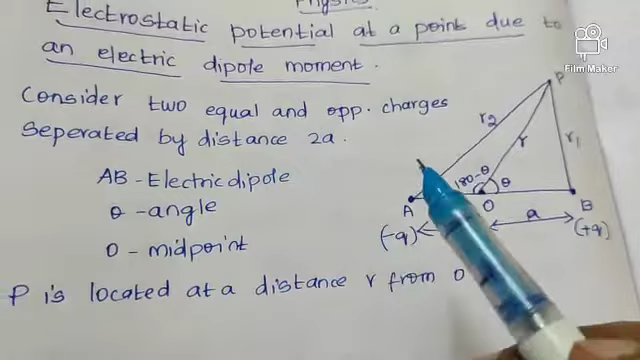 Physics
Electrostatic potential at a point due to
an electric dipole moment.
Film Maker
Consider two equal and opp. charges
seperated by distance 2a.
AB - Electric dipole
θ - angle
O - midpoint
P is located at a distance r from O
P
r2
r
r1
180-θ
θ
A
O
B
a
(-q)
(+q)